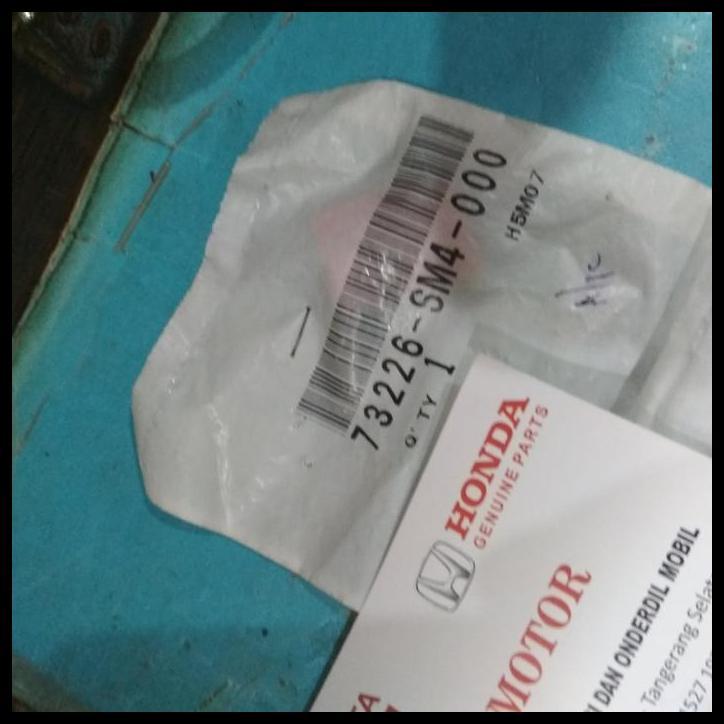 73226-SM4-000
H5M07
Q'TY 1
HONDA
GENUINE PARTS
MOTOR
DAN ONDERDIL MOBIL
Tangerang Selat